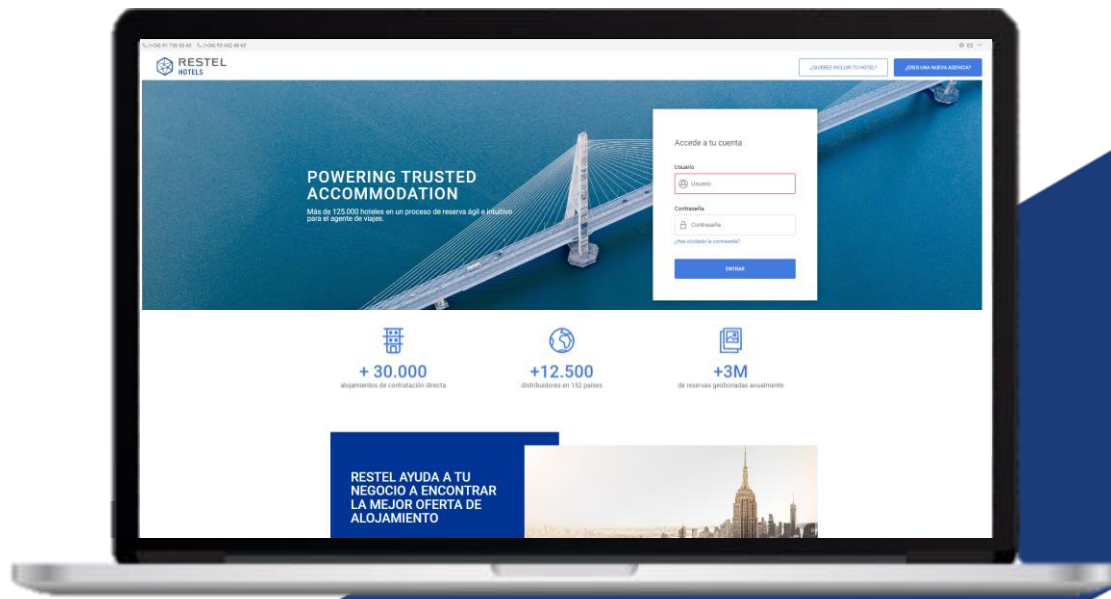 RESTEL
HOTELS
¿QUIERES INCLUIR TU HOTEL?
¿ERES UNA NUEVA AGENCIA?
POWERING TRUSTED
ACCOMMODATION
Más de 125.000 hoteles en un proceso de reserva ágil e intuitivo
para el agente de viajes.
Accede a tu cuenta
Usuario
Usuario
Contraseña
Contraseña
¿Has olvidado la contraseña?
ENTRAR
+ 30.000
+12.500
+3M
alojamientos de contratación directa
distribuidores en 152 países
de reservas gestionadas anualmente
RESTEL AYUDA A TU
NEGOCIO A ENCONTRAR
LA MEJOR OFERTA DE
ALOJAMIENTO